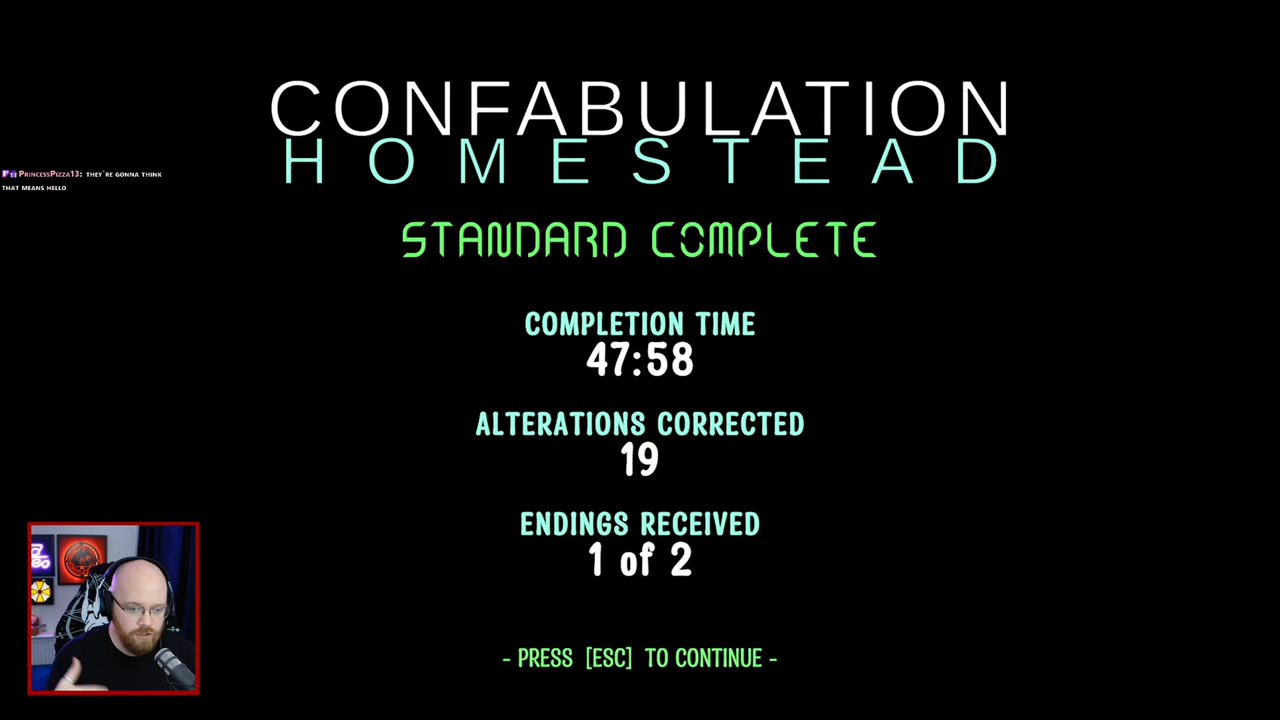 CONFABULATION
HOMESTEAD
PRINCESSPIZZA13: THEY'RE GONNA THINK
THAT MEANS HELLO
STANDARD COMPLETE
COMPLETION TIME
47:58
ALTERATIONS CORRECTED
19
ENDINGS RECEIVED
1 of 2
- PRESS [ESC] TO CONTINUE -